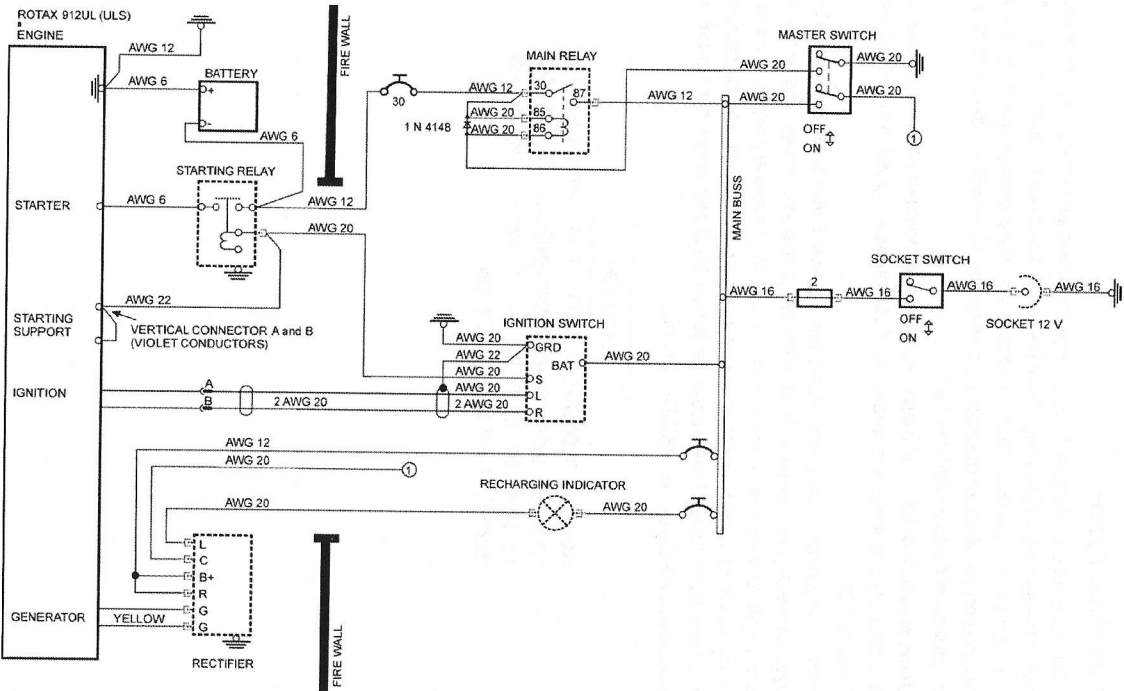 ROTAX 912UL (ULS)
ENGINE
AWG 12
AWG 6
BATTERY
+
-
AWG 6
STARTING RELAY
STARTER
AWG 6
AWG 12
AWG 20
AWG 22
STARTING
SUPPORT
VERTICAL CONNECTOR A and B
(VIOLET CONDUCTORS)
IGNITION
A
B
2 AWG 20
FIRE WALL
30
AWG 12
MAIN RELAY
30
87
AWG 20
85
AWG 20
86
1 N 4148
AWG 12
MASTER SWITCH
AWG 20
AWG 20
AWG 20
AWG 20
OFF
ON
1
MAIN BUSS
SOCKET SWITCH
AWG 16
2
AWG 16
AWG 16
AWG 16
OFF
ON
SOCKET 12 V
IGNITION SWITCH
AWG 20
GRD
AWG 22
BAT
AWG 20
AWG 20
S
AWG 20
L
2 AWG 20
R
AWG 12
AWG 20
1
RECHARGING INDICATOR
AWG 20
AWG 20
L
C
B+
R
G
G
GENERATOR
YELLOW
RECTIFIER
FIRE WALL